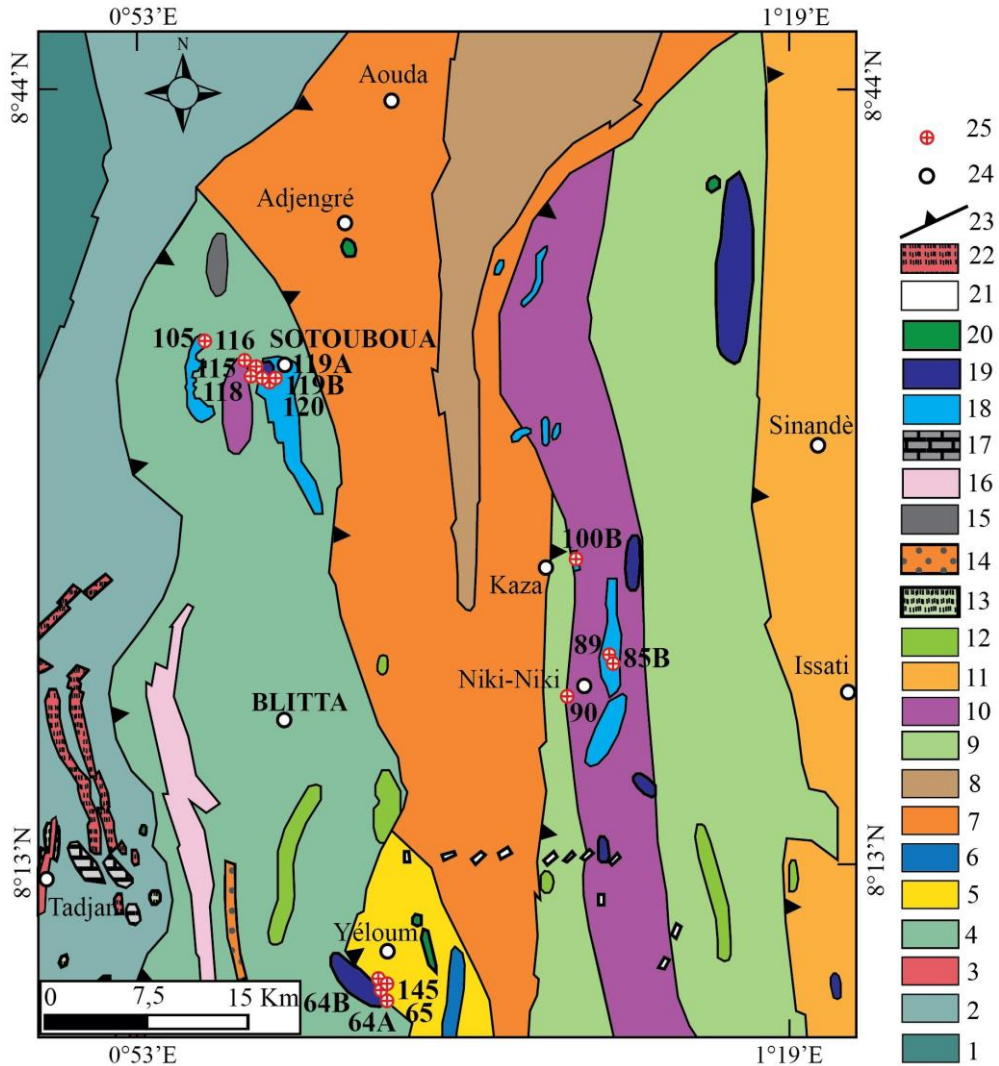 0°53’E 1°19’E
N
8°44’N 8°44’N
Aouda
Adjengré
105 116 SOTOUBOUA
115 119A
118 119B
120
Sinandè
100B
Kaza
89 85B
Niki-Niki Issati
90
BLITTA
8°13’N 8°13’N
Tadjan
Yéloum
64B 145
64A 65
0 7,5 15 Km
0°53’E 1°19’E
25
24
23
22
21
20
19
18
17
16
15
14
13
12
11
10
9
8
7
6
5
4
3
2
1